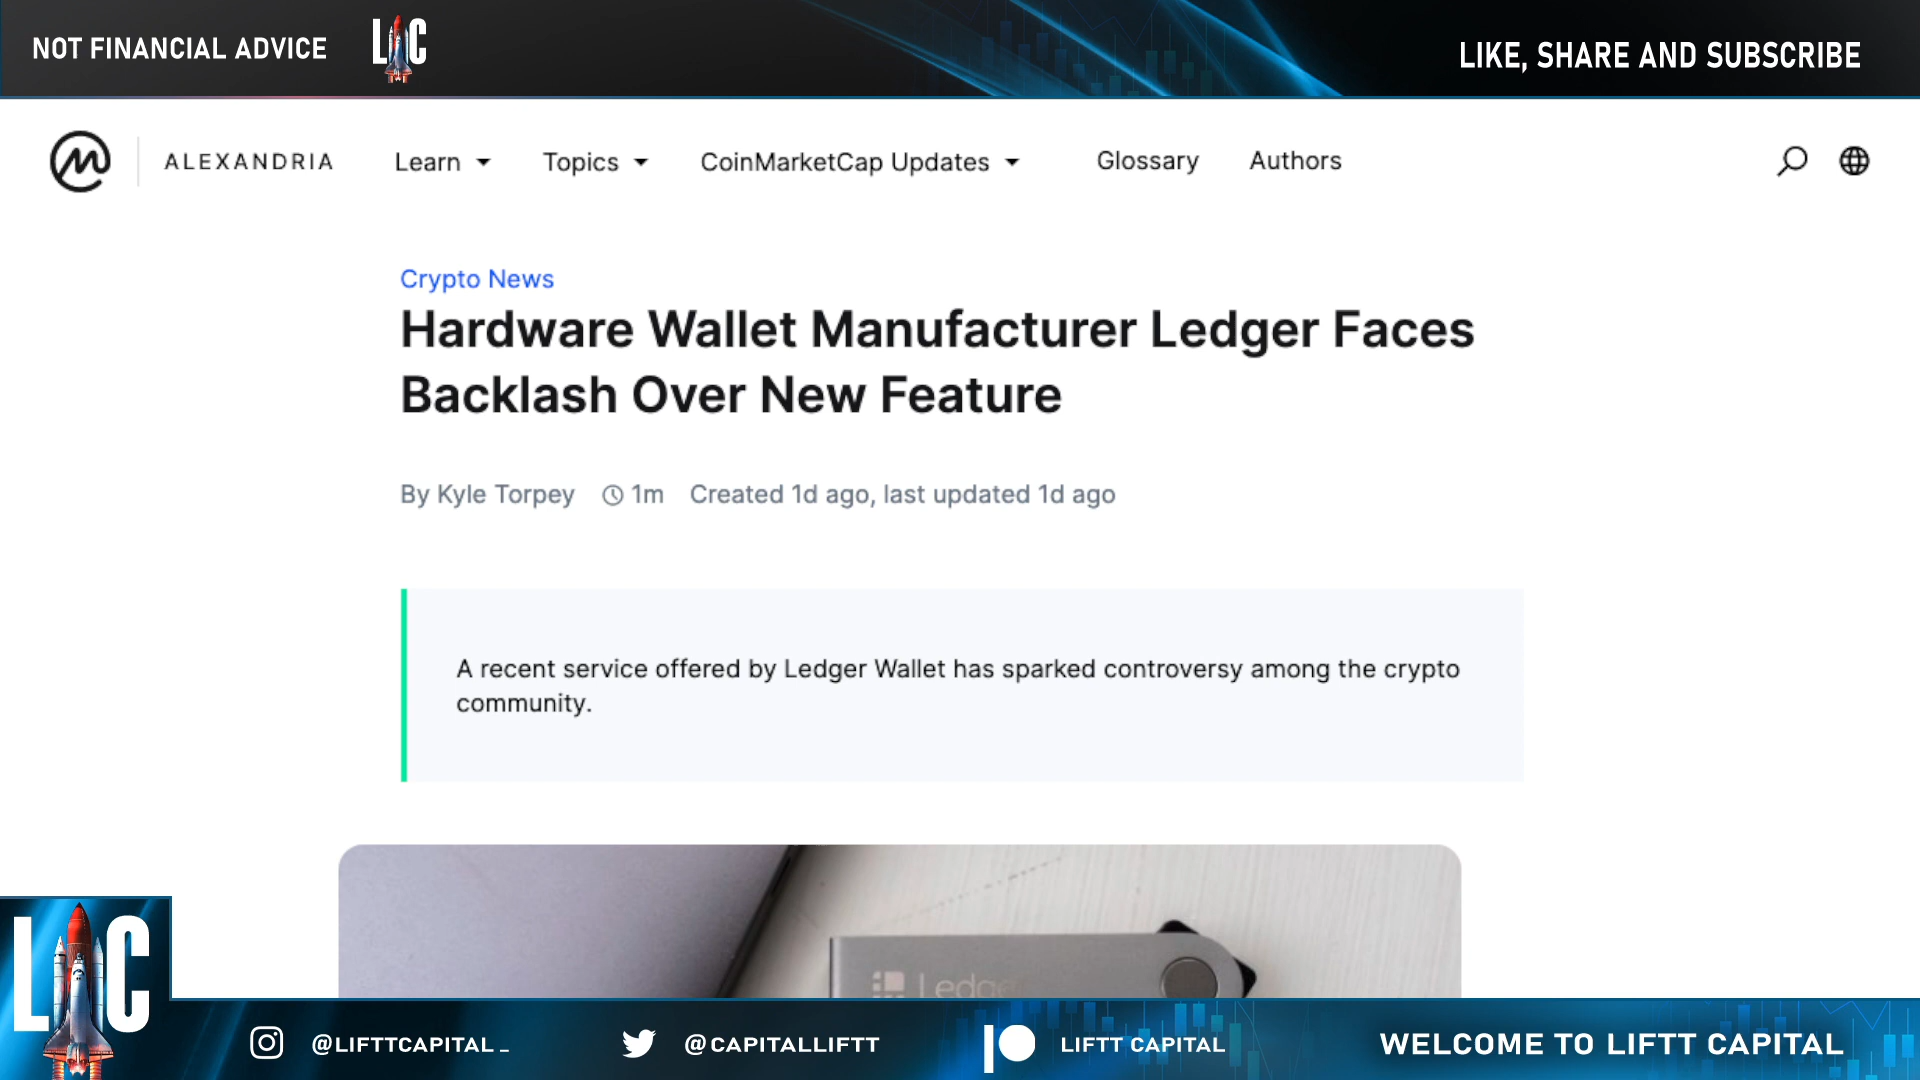 NOT FINANCIAL ADVICE
LC
LIKE, SHARE AND SUBSCRIBE
ALEXANDRIA
Learn
Topics
CoinMarketCap Updates
Glossary
Authors
Crypto News
Hardware Wallet Manufacturer Ledger Faces
Backlash Over New Feature
By Kyle Torpey
1m
Created 1d ago, last updated 1d ago
A recent service offered by Ledger Wallet has sparked controversy among the crypto
community.
Ledger
LC
@LIFTTCAPITAL_
@CAPITALLIFTT
LIFTT CAPITAL
WELCOME TO LIFTT CAPITAL